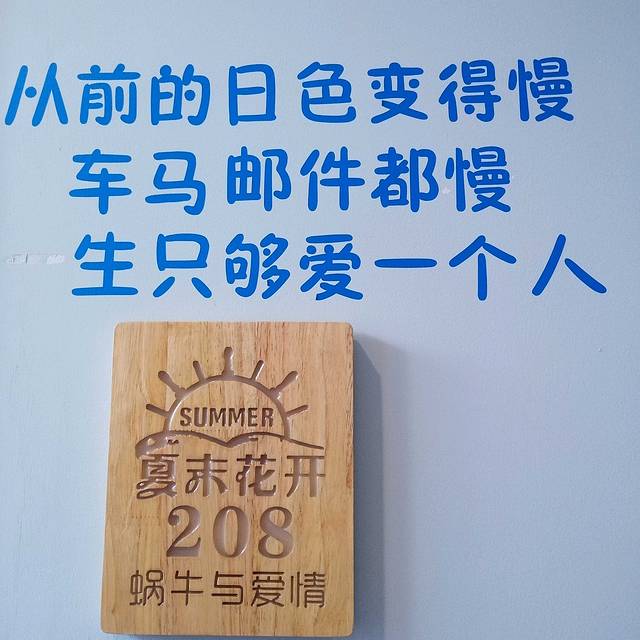 从前的日色变得慢
车马邮件都慢
生只够爱一个人
SUMMER
夏末花开
208
蜗牛与爱情